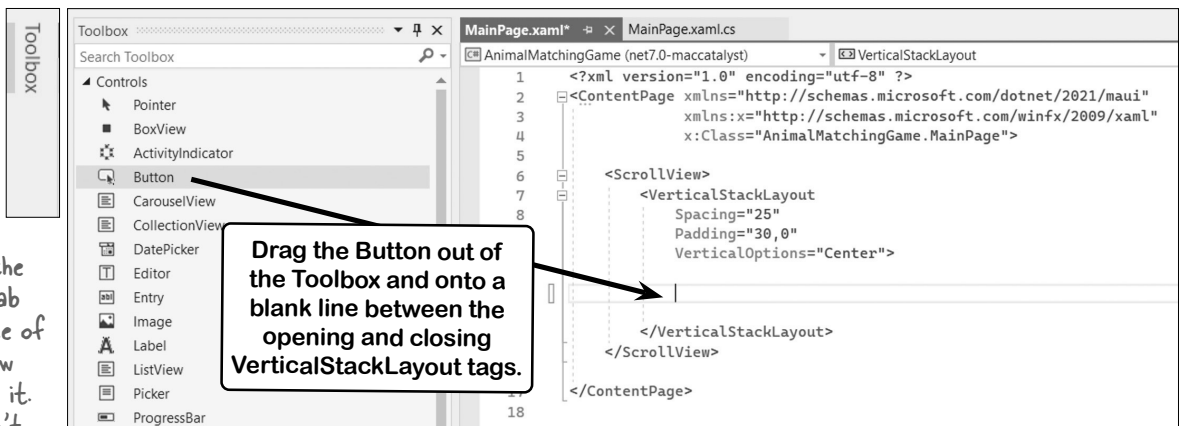 Toolbox
he
ab
e of
w
it.
't
Toolbox
Search Toolbox
Controls
Pointer
BoxView
ActivityIndicator
Button
CarouselView
CollectionView
DatePicker
Editor
Entry
Image
Label
ListView
Picker
ProgressBar
Drag the Button out of
the Toolbox and onto a
blank line between the
opening and closing
VerticalStackLayout tags.
MainPage.xaml* MainPage.xaml.cs
C# AnimalMatchingGame (net7.0-maccatalyst) VerticalStackLayout
1 <?xml version="1.0" encoding="utf-8" ?>
2 <ContentPage xmlns="http://schemas.microsoft.com/dotnet/2021/maui"
3 xmlns:x="http://schemas.microsoft.com/winfx/2009/xaml"
4 x:Class="AnimalMatchingGame.MainPage">
5
6 <ScrollView>
7 <VerticalStackLayout
8 Spacing="25"
Padding="30,0"
VerticalOptions="Center">
</VerticalStackLayout>
</ScrollView>
17 </ContentPage>
18